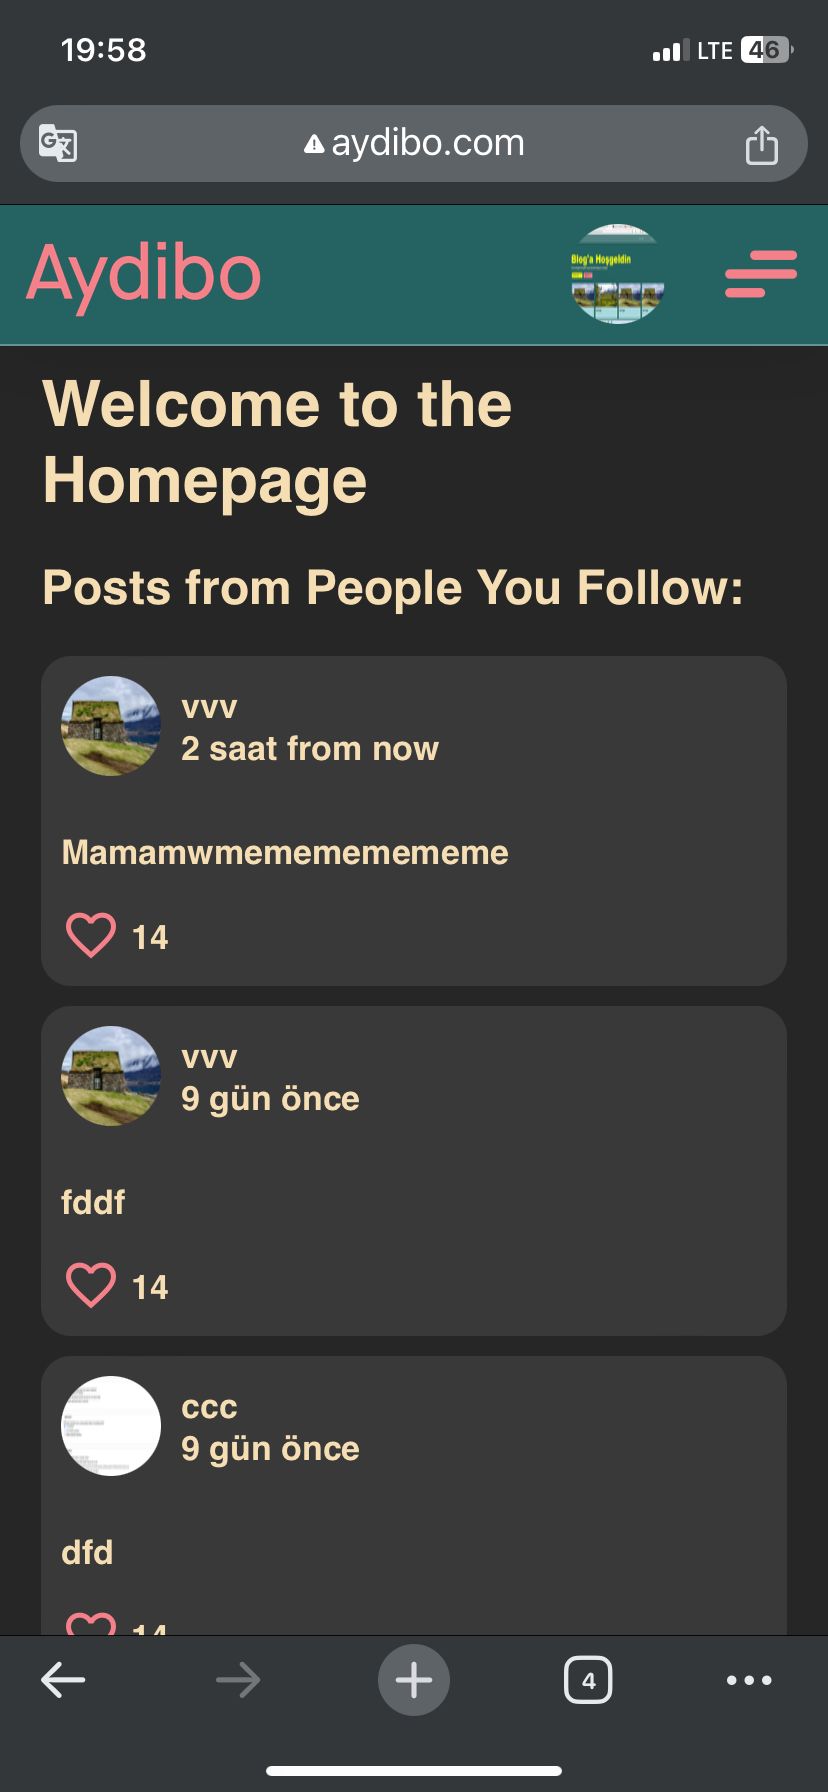 19:58
LTE 46
aydibo.com
Aydibo
Blog'a Hoşgeldin
Welcome to the
Homepage
Posts from People You Follow:
vvv
2 saat from now
Mamamwmemememememe
14
vvv
9 gün önce
fddf
14
ccc
9 gün önce
dfd
14
4